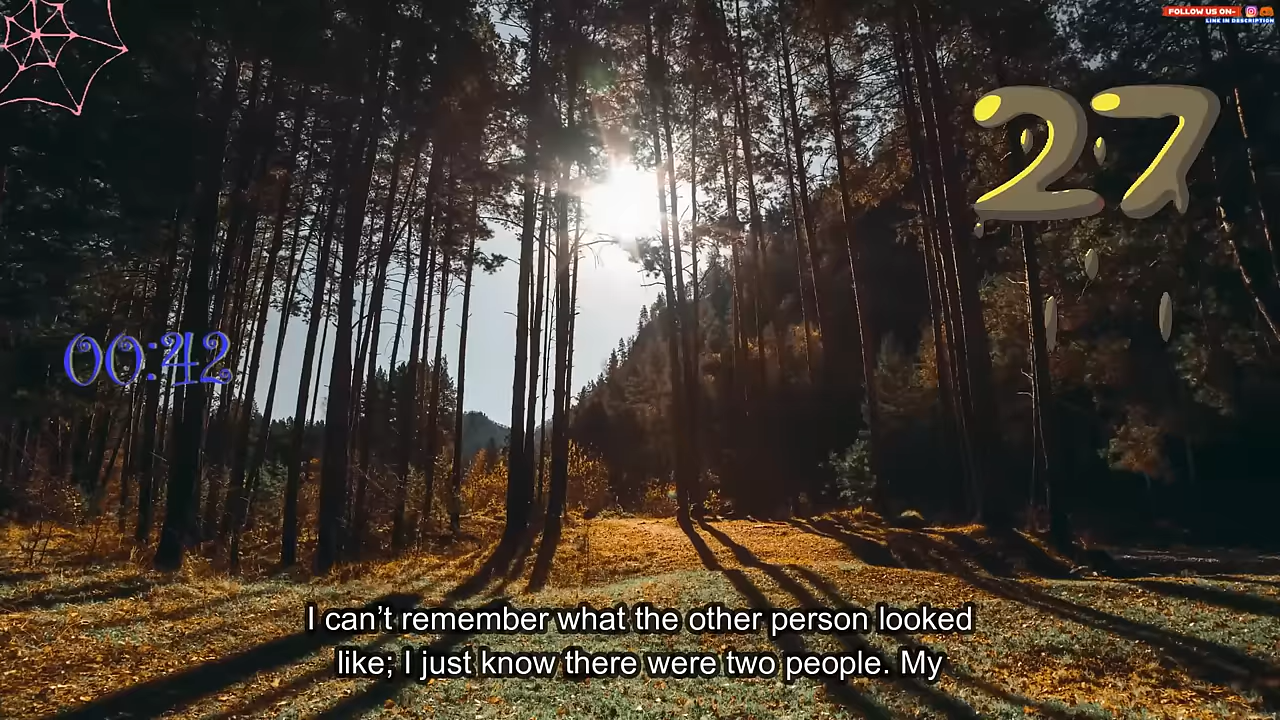 FOLLOW US ON-
LINK IN DESCRIPTION
27
00:42
I can't remember what the other person looked
like; I just know there were two people. My